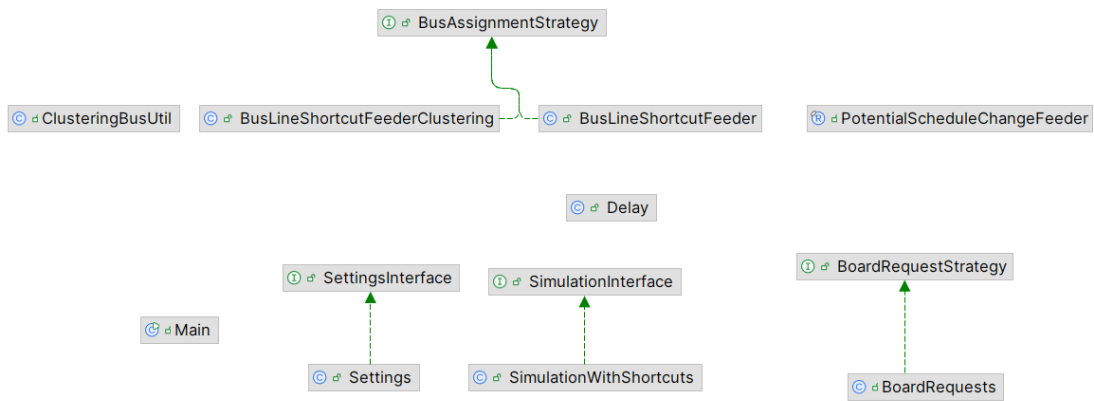 BusAssignmentStrategy
ClusteringBusUtil
BusLineShortcutFeederClustering
BusLineShortcutFeeder
PotentialScheduleChangeFeeder
Delay
SettingsInterface
SimulationInterface
BoardRequestStrategy
Main
Settings
SimulationWithShortcuts
BoardRequests